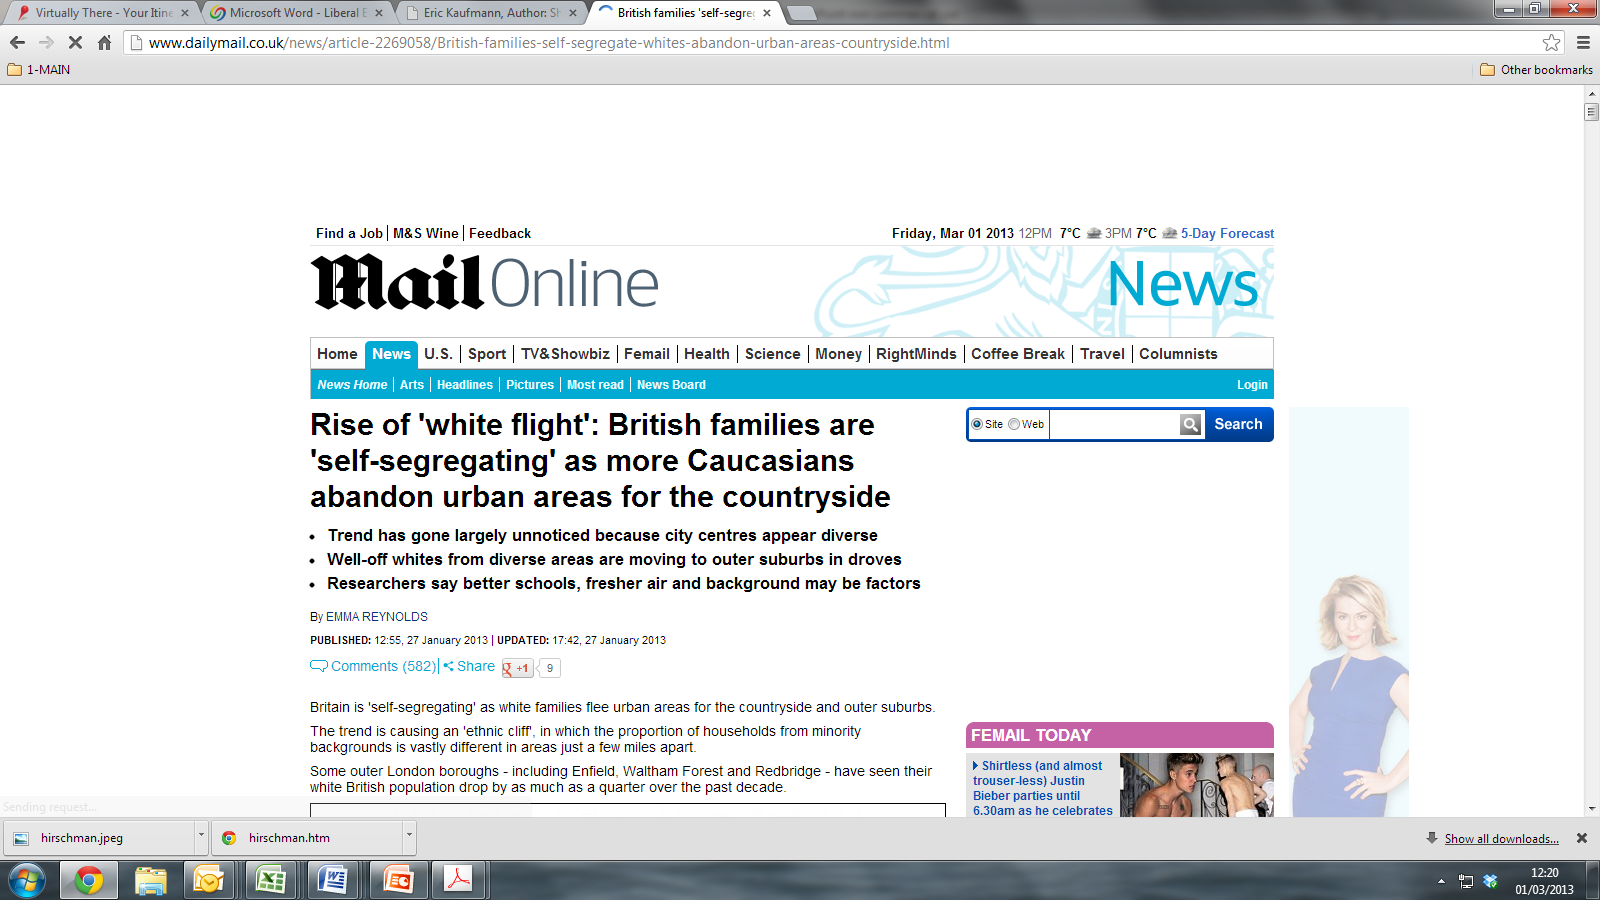 Virtually There - Your Itine
Microsoft Word - Liberal E
Eric Kaufmann, Author: Sh
British families 'self-segreg
www.dailymail.co.uk/news/article-2269058/British-families-self-segregate-whites-abandon-urban-areas-countryside.html
1-MAIN
Other bookmarks
Find a Job | M&S Wine | Feedback
Friday, Mar 01 2013 12PM 7°C 3PM 7°C 5-Day Forecast
Mail Online
News
Home News U.S. Sport TV&Showbiz Femail Health Science Money RightMinds Coffee Break Travel Columnists
News Home Arts Headlines Pictures Most read News Board Login
Rise of 'white flight': British families are
'self-segregating' as more Caucasians
abandon urban areas for the countryside
Site Web Search
• Trend has gone largely unnoticed because city centres appear diverse
• Well-off whites from diverse areas are moving to outer suburbs in droves
• Researchers say better schools, fresher air and background may be factors
By EMMA REYNOLDS
PUBLISHED: 12:55, 27 January 2013 | UPDATED: 17:42, 27 January 2013
Comments (582) Share +1 9
Britain is 'self-segregating' as white families flee urban areas for the countryside and outer suburbs.
The trend is causing an 'ethnic cliff', in which the proportion of households from minority
backgrounds is vastly different in areas just a few miles apart.
Some outer London boroughs - including Enfield, Waltham Forest and Redbridge - have seen their
white British population drop by as much as a quarter over the past decade.
FEMAIL TODAY
Shirtless (and almost
trouser-less) Justin
Bieber parties until
6.30am as he celebrates
Sending request...
hirschman.jpeg
hirschman.htm
Show all downloads...
12:20
01/03/2013